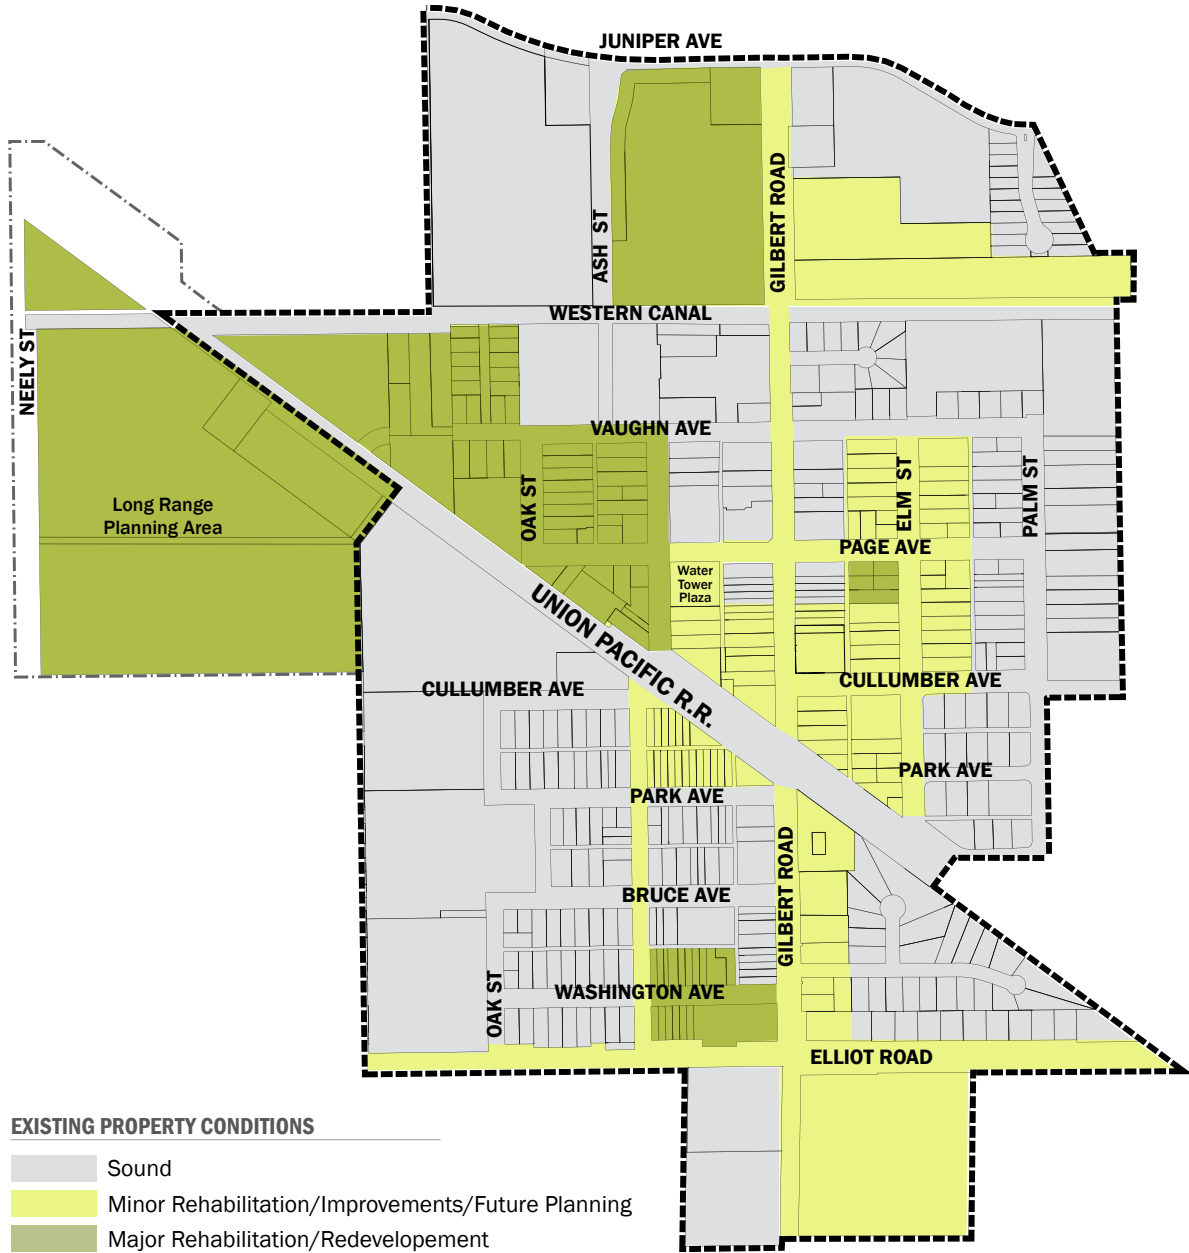 JUNIPER AVE
GILBERT ROAD
ASH ST
WESTERN CANAL
NEELY ST
VAUGHN AVE
Long Range
Planning Area
OAK ST
ELM ST
PALM ST
PAGE AVE
Water
Tower
Plaza
UNION PACIFIC R.R.
CULLUMBER AVE
CULLUMBER AVE
PARK AVE
PARK AVE
GILBERT ROAD
BRUCE AVE
OAK ST
WASHINGTON AVE
ELLIOT ROAD
EXISTING PROPERTY CONDITIONS
Sound
Minor Rehabilitation/Improvements/Future Planning
Major Rehabilitation/Redevelopement